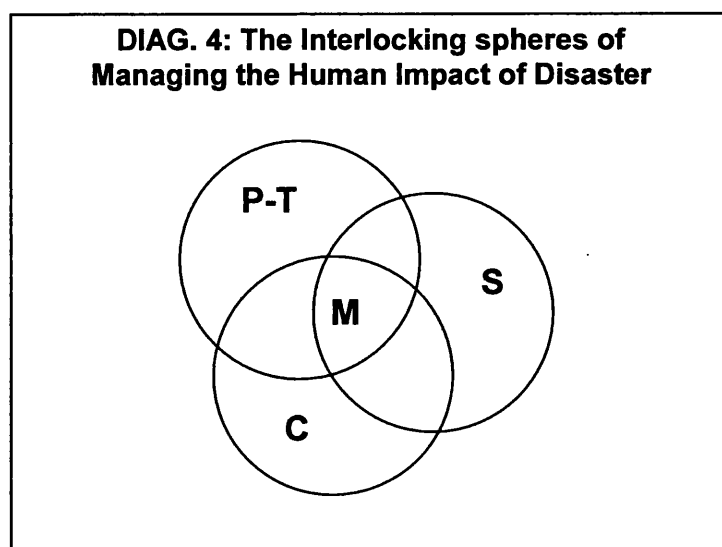 DIAG. 4: The Interlocking spheres of
Managing the Human Impact of Disaster
P-T
S
M
C